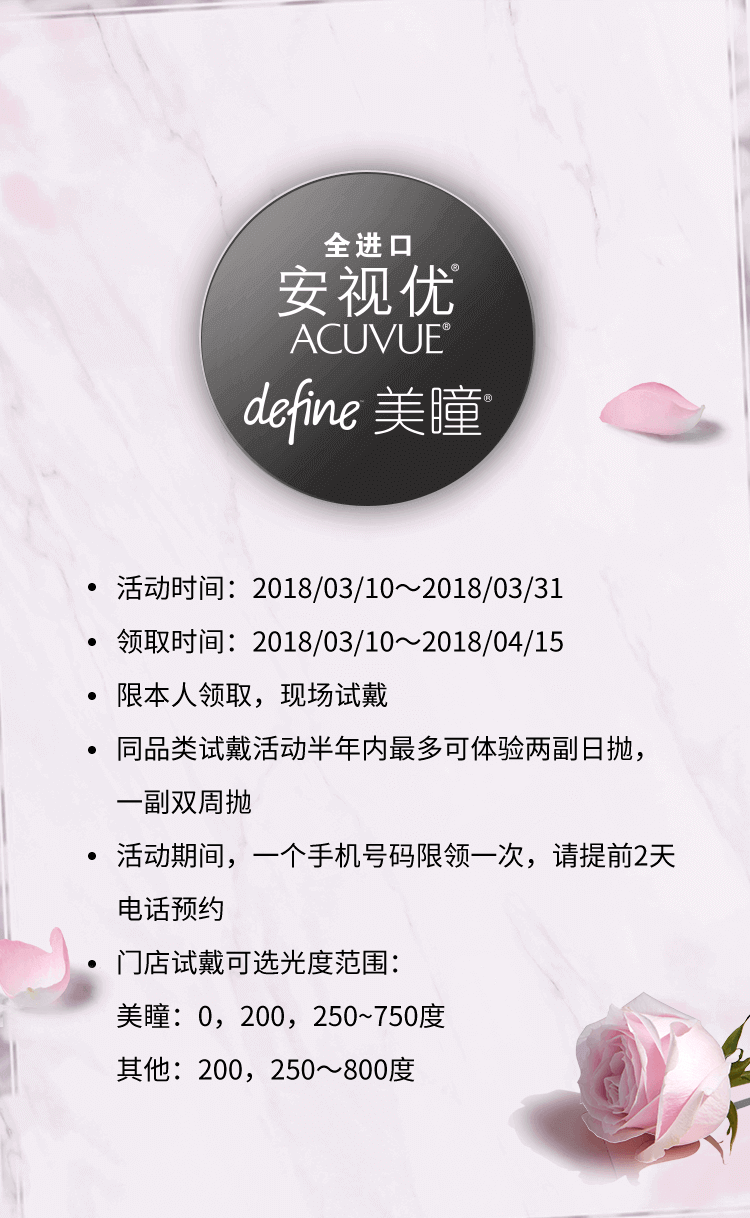 全进口
安视优®
ACUVUE®
define™ 美瞳®
• 活动时间：2018/03/10～2018/03/31
• 领取时间：2018/03/10～2018/04/15
• 限本人领取，现场试戴
• 同品类试戴活动半年内最多可体验两副日抛，
一副双周抛
• 活动期间，一个手机号码限领一次，请提前2天
电话预约
• 门店试戴可选光度范围：
美瞳：0，200，250~750度
其他：200，250～800度